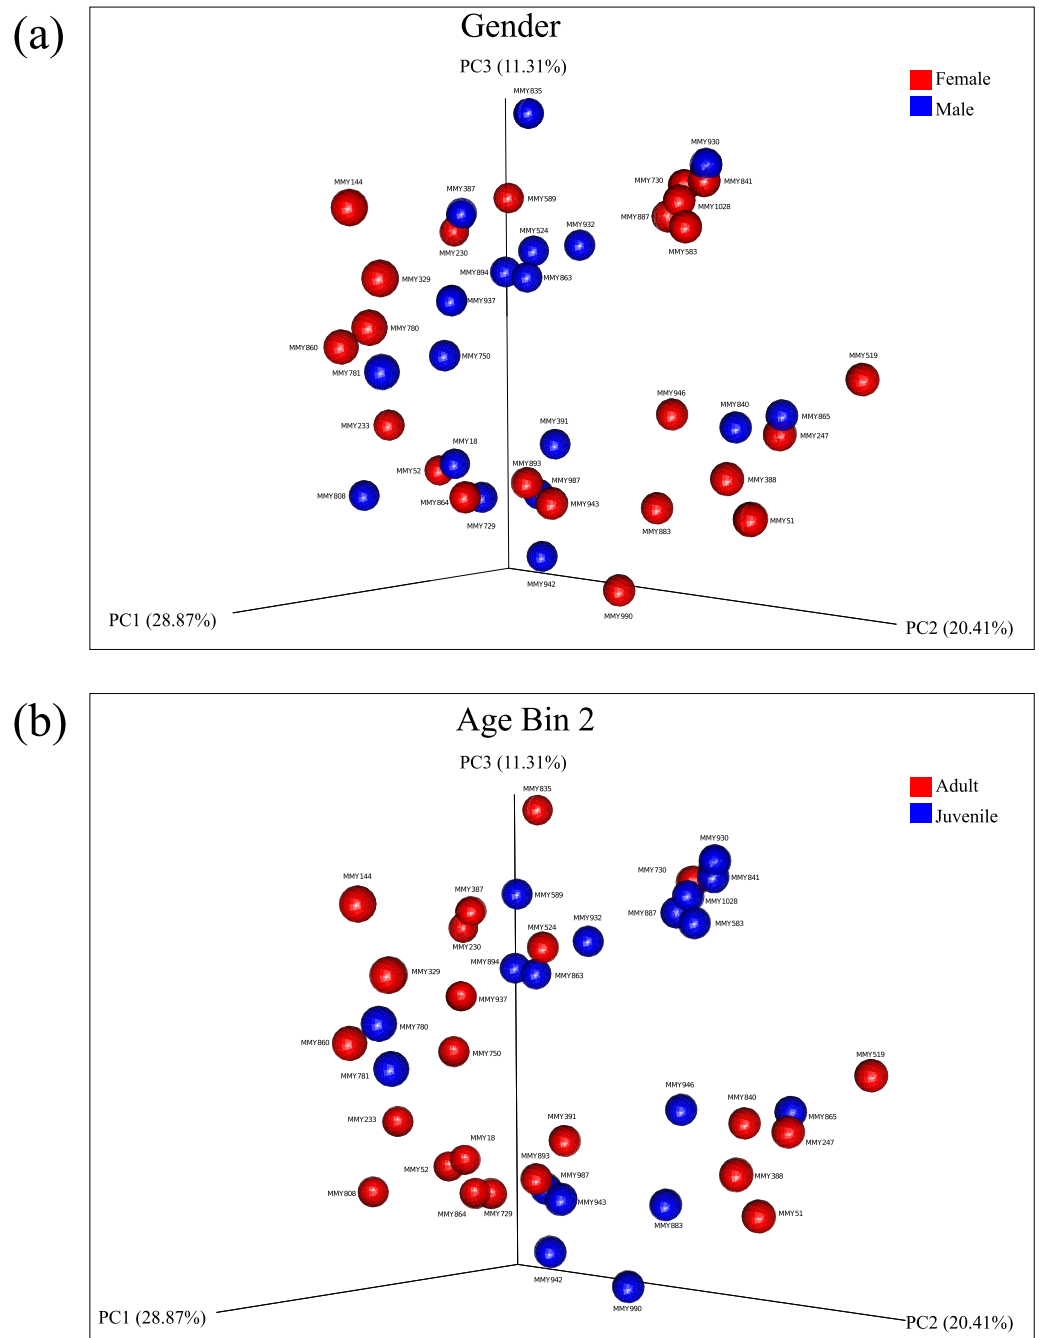 (a)
Gender
PC3 (11.31%)
Female
Male
MMY835
MMY930
MMY144
MMY387
MMY589
MMY730
MMY841
MMY1028
MMY887
MMY524
MMY932
MMY230
MMY583
MMY894
MMY863
MMY329
MMY937
MMY780
MMY860
MMY750
MMY781
MMY519
MMY946
MMY840
MMY865
MMY233
MMY391
MMY247
MMY18
MMY52
MMY893
MMY987
MMY388
MMY808
MMY864
MMY943
MMY729
MMY883
MMY51
MMY942
MMY990
PC1 (28.87%)
PC2 (20.41%)
(b)
Age Bin 2
PC3 (11.31%)
Adult
Juvenile
MMY835
MMY930
MMY144
MMY387
MMY589
MMY730
MMY841
MMY1028
MMY887
MMY932
MMY524
MMY583
MMY230
MMY894
MMY863
MMY329
MMY937
MMY780
MMY860
MMY750
MMY781
MMY519
MMY946
MMY840
MMY865
MMY233
MMY391
MMY247
MMY18
MMY52
MMY893
MMY987
MMY388
MMY808
MMY943
MMY864
MMY729
MMY883
MMY51
MMY942
MMY990
PC1 (28.87%)
PC2 (20.41%)